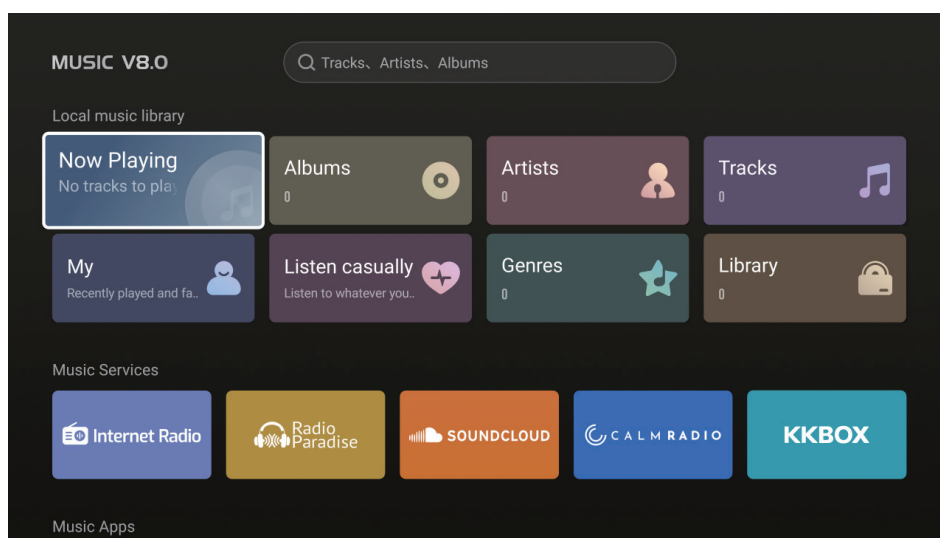 MUSIC V8.0
Tracks、Artists、Albums
Local music library
Now Playing
No tracks to play
Albums
0
Artists
0
Tracks
0
My
Recently played and fa..
Listen casually
Listen to whatever you..
Genres
0
Library
0
Music Services
Internet Radio
Radio
Paradise
SOUNDCLOUD
CALMRADIO
KKBOX
Music Apps